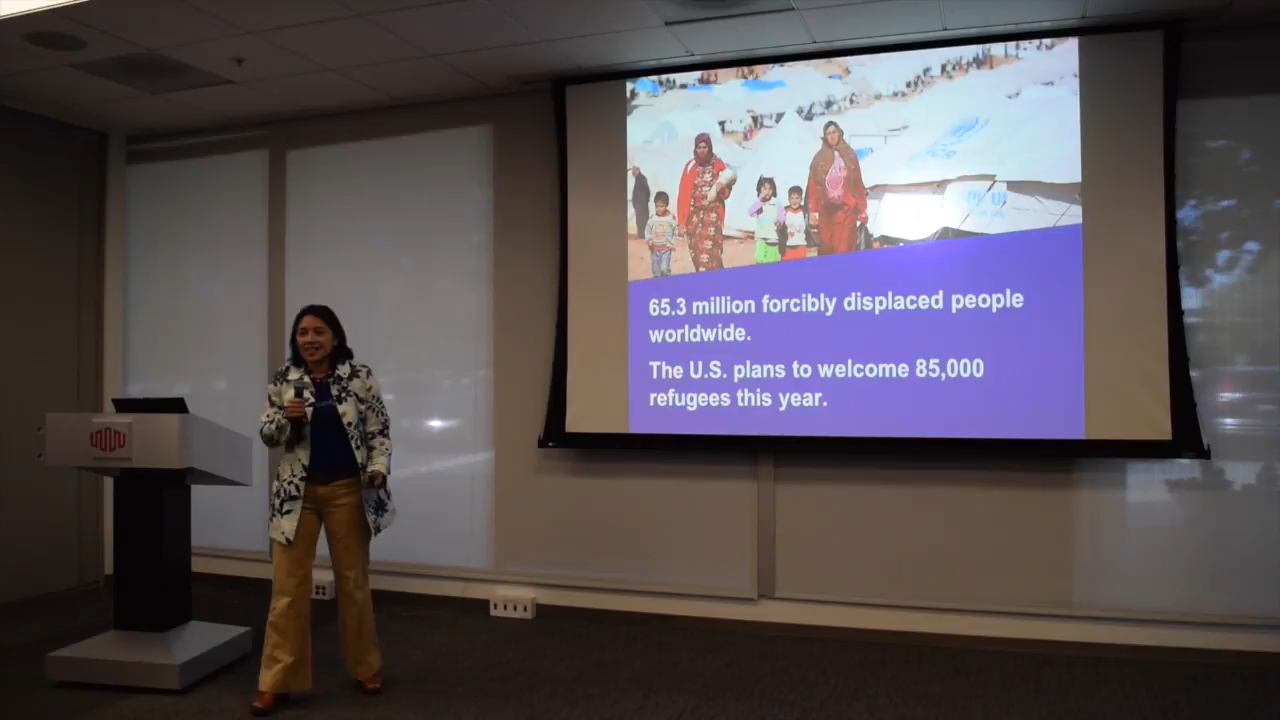 65.3 million forcibly displaced people
worldwide.
The U.S. plans to welcome 85,000
refugees this year.